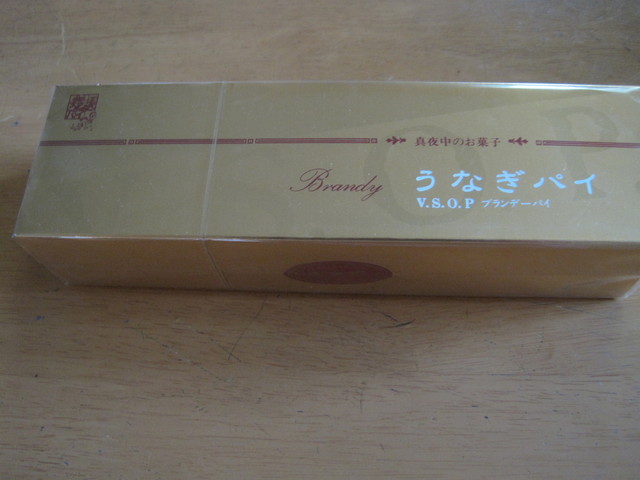 真夜中のお菓子
Brandy
うなぎパイ
V.S.O.P ブランデーパイ
O.P